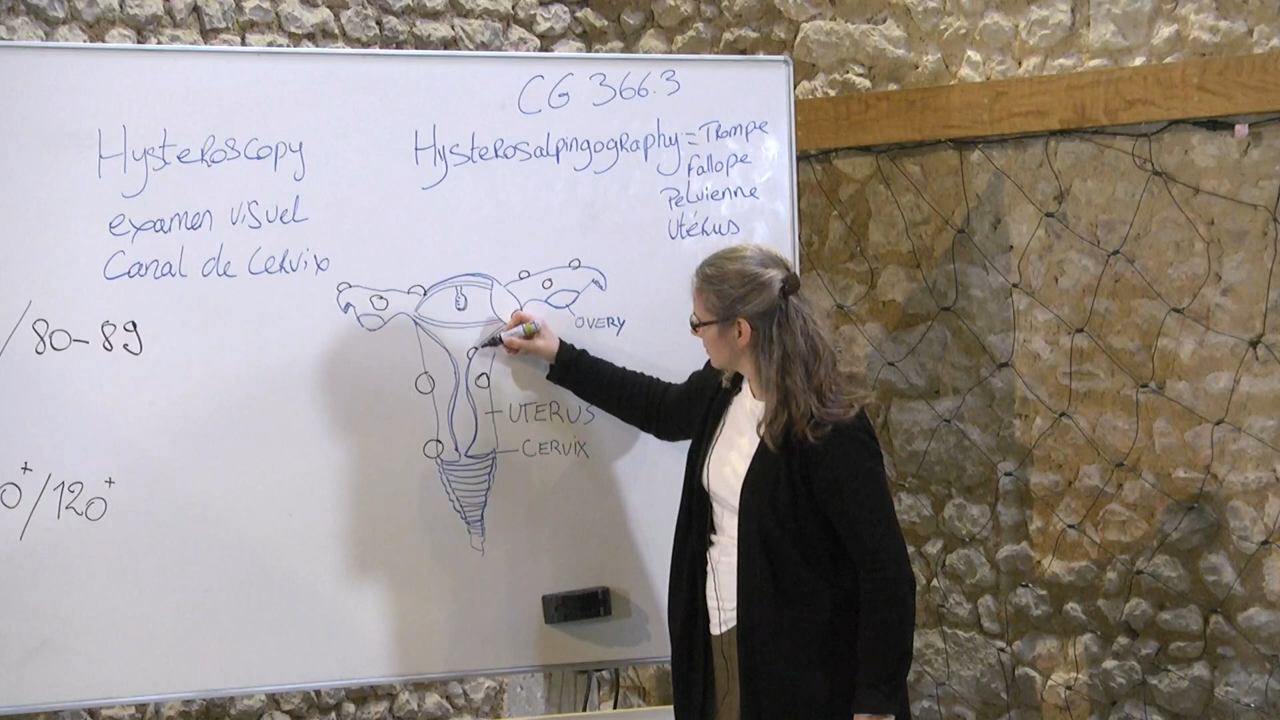 CG 366.3
Hysteroscopy
examen visuel
Canal de Cervix
Hysterosalpingography = Trompe
Fallope
Pelvienne
Utérus
/80-89
0+/120+
OVERY
UTERUS
CERVIX